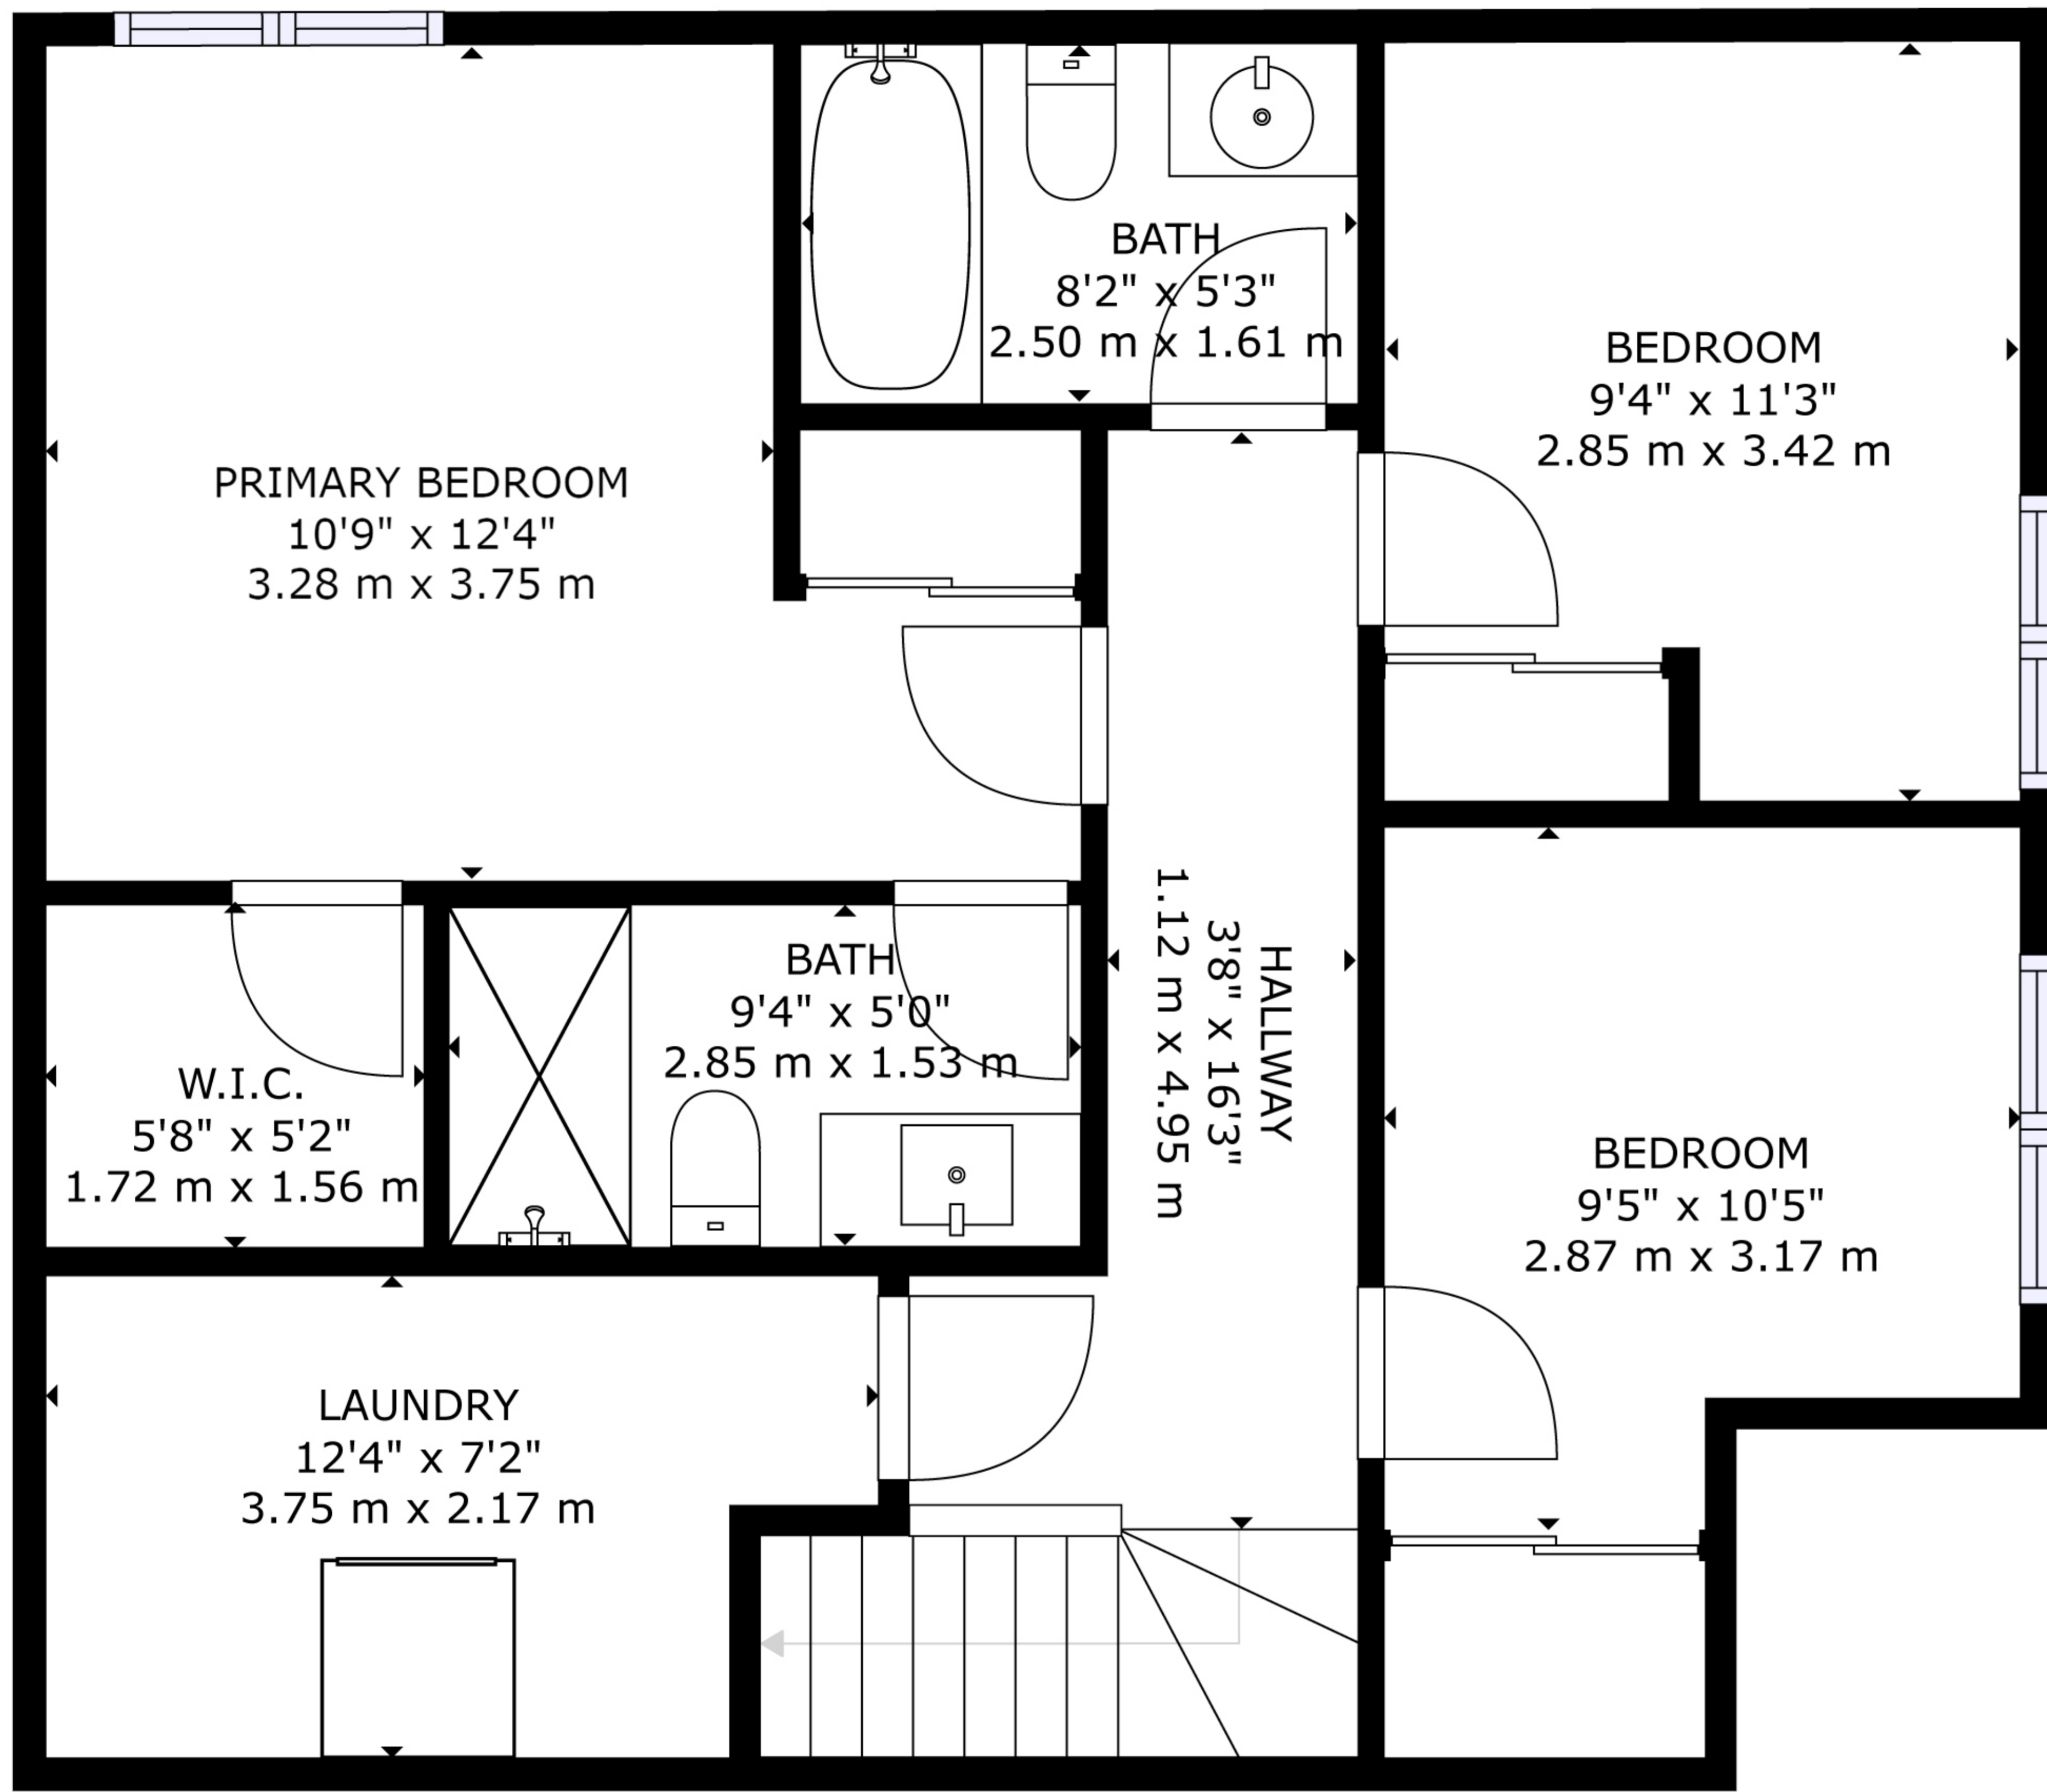 BATH
8'2" x 5'3"
2.50 m x 1.61 m
BEDROOM
9'4" x 11'3"
2.85 m x 3.42 m
PRIMARY BEDROOM
10'9" x 12'4"
3.28 m x 3.75 m
BATH
9'4" x 5'0"
2.85 m x 1.53 m
HALLWAY
3'8" x 16'3"
1.12 m x 4.95 m
W.I.C.
5'8" x 5'2"
1.72 m x 1.56 m
BEDROOM
9'5" x 10'5"
2.87 m x 3.17 m
LAUNDRY
12'4" x 7'2"
3.75 m x 2.17 m